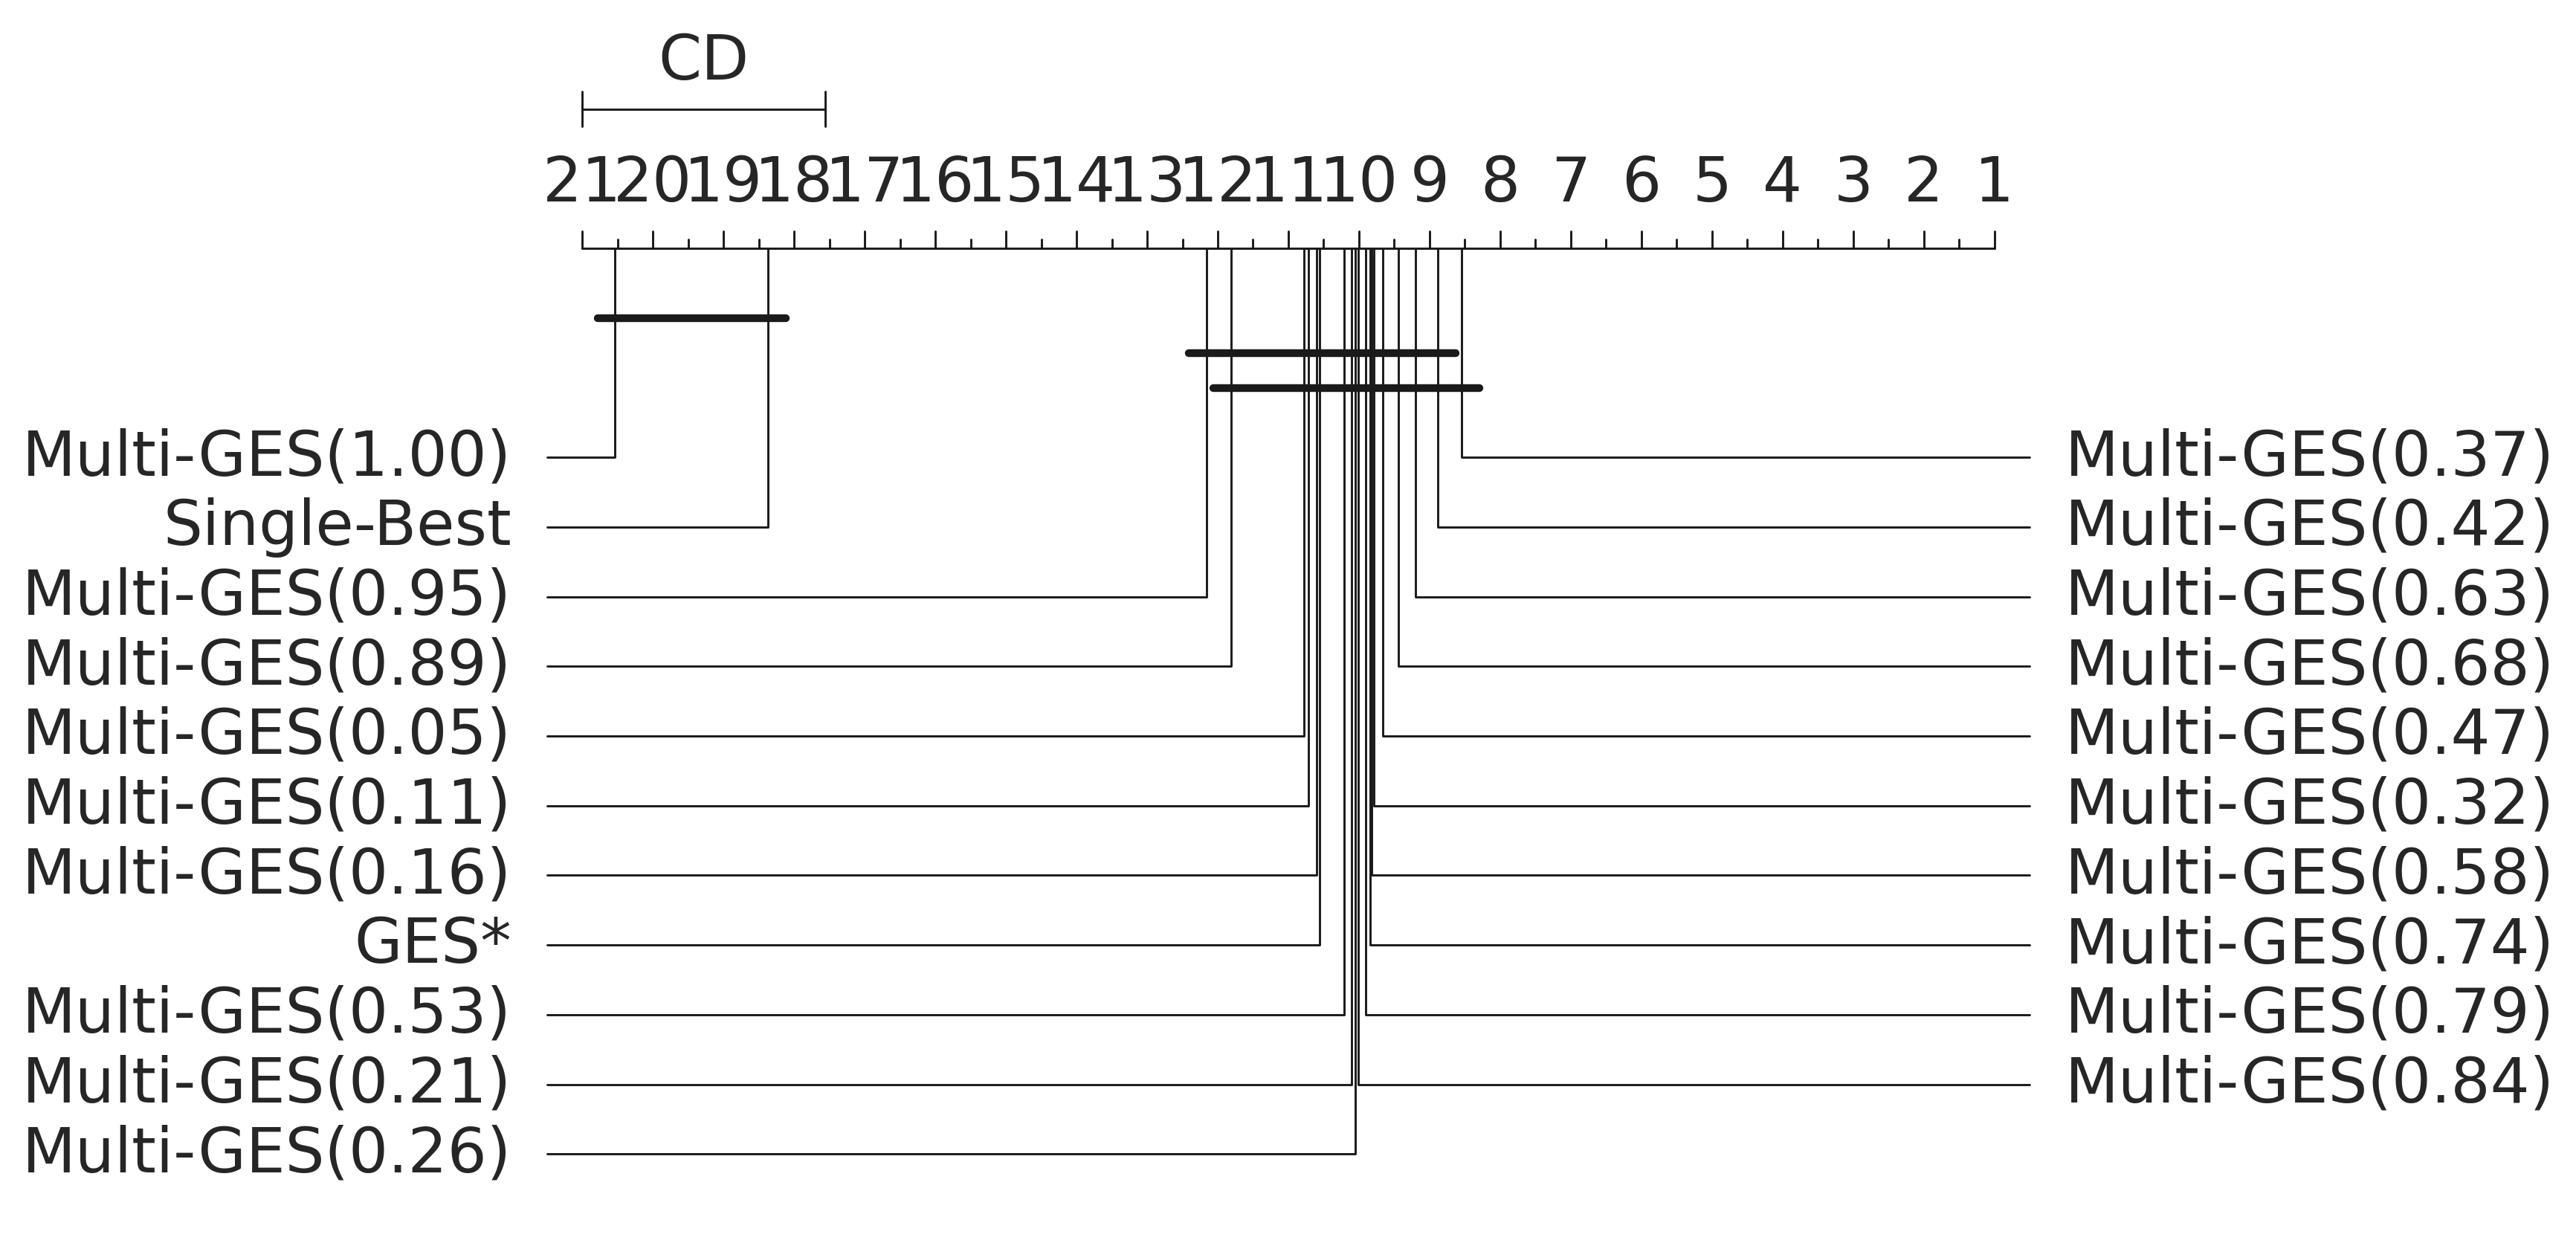 CD
21 20 19 18 17 16 15 14 13 12 11 10 9 8 7 6 5 4 3 2 1
Multi-GES(1.00)
Single-Best
Multi-GES(0.95)
Multi-GES(0.89)
Multi-GES(0.05)
Multi-GES(0.11)
Multi-GES(0.16)
GES*
Multi-GES(0.53)
Multi-GES(0.21)
Multi-GES(0.26)
Multi-GES(0.37)
Multi-GES(0.42)
Multi-GES(0.63)
Multi-GES(0.68)
Multi-GES(0.47)
Multi-GES(0.32)
Multi-GES(0.58)
Multi-GES(0.74)
Multi-GES(0.79)
Multi-GES(0.84)